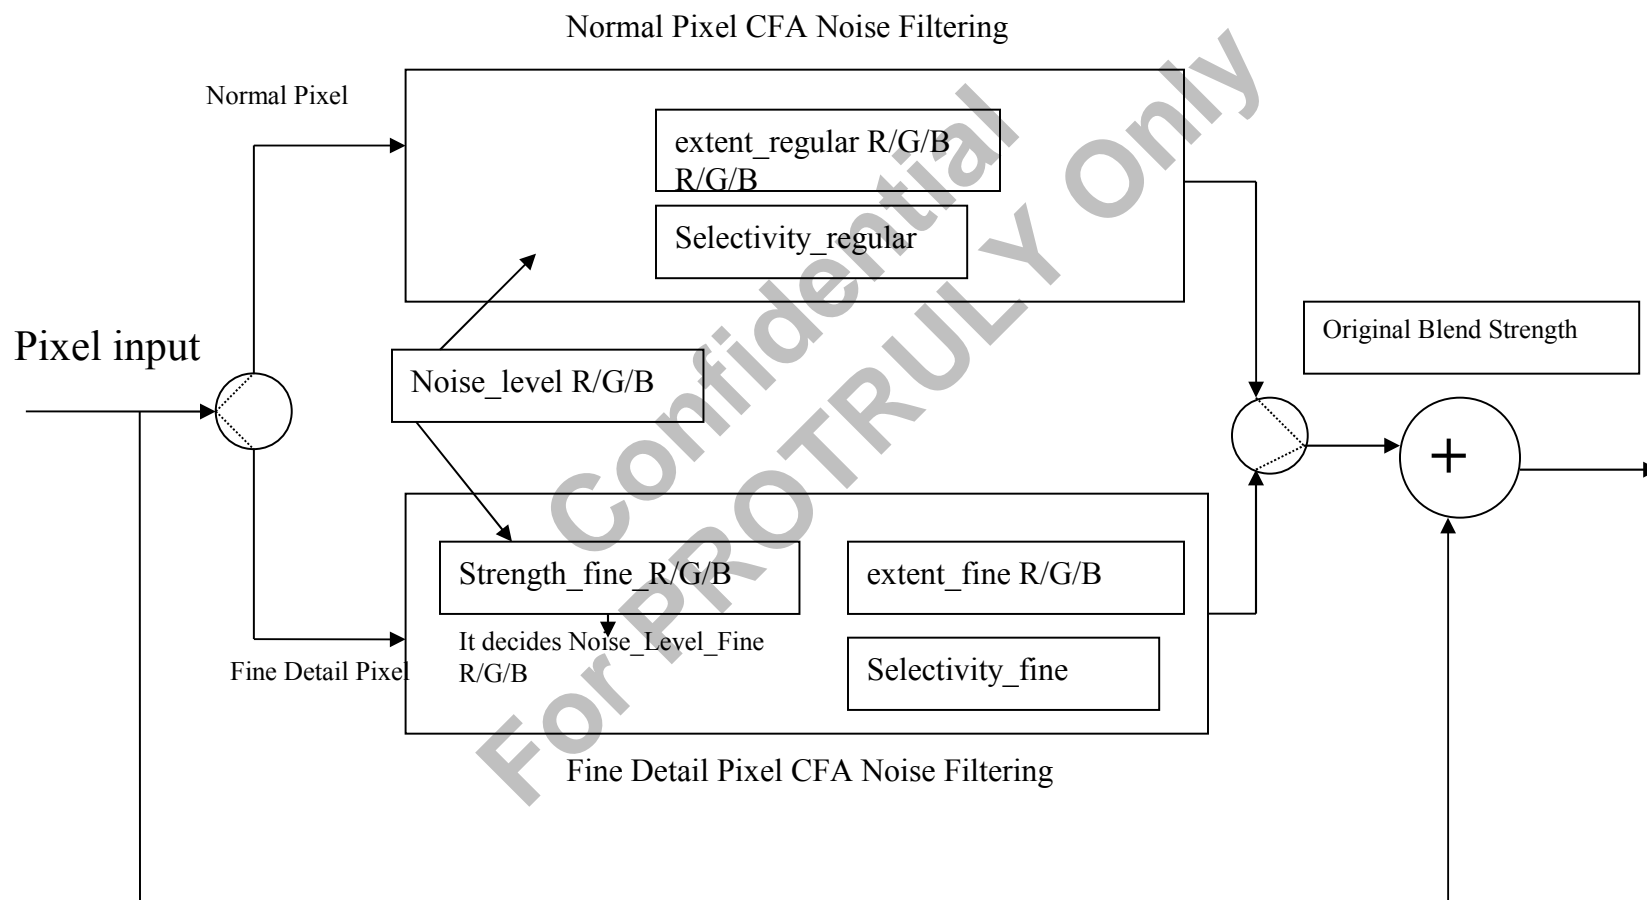 Normal Pixel CFA Noise Filtering
Normal Pixel
extent_regular R/G/B
R/G/B
Selectivity_regular
Pixel input
Noise_level R/G/B
Original Blend Strength
+
Strength_fine_R/G/B
extent_fine R/G/B
It decides Noise_Level_Fine
R/G/B
Fine Detail Pixel
Selectivity_fine
Fine Detail Pixel CFA Noise Filtering
Confidential
For PROTRULY Only